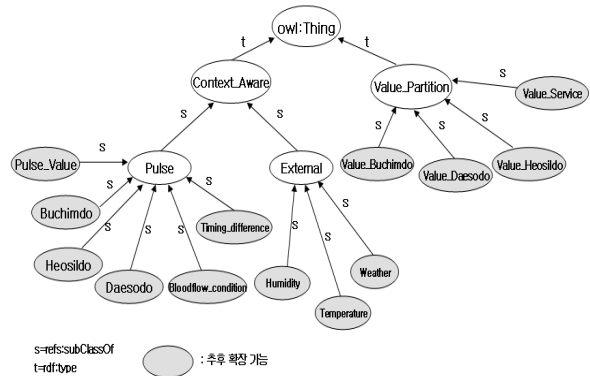 owl:Thing
t
t
Context_Aware
Value_Partition
s
Value_Service
s
s
s
s
s
Pulse_Value
s
Pulse
External
Value_Buchimdo
Value_Daesodo
Value_Heosildo
s
s
Buchimdo
s
s
s
Timing_difference
s
s
s
Heosildo
Daesodo
Bloodflow_condition
Humidity
Weather
Temperature
s=refs:subClassOf
t=rdf:type
: 추후 확장 가능